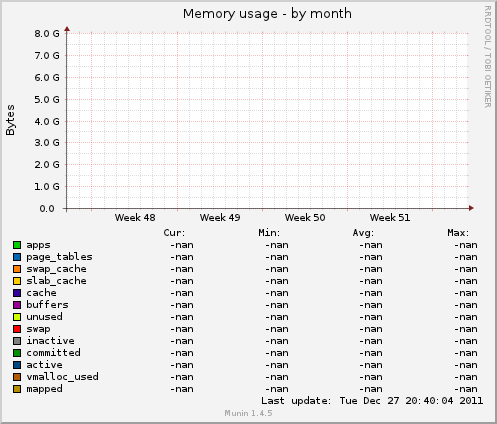 Memory usage - by month
RRDTOOL / TOBI OETIKER
Bytes
8.0 G
7.0 G
6.0 G
5.0 G
4.0 G
3.0 G
2.0 G
1.0 G
0.0
Week 48 Week 49 Week 50 Week 51
Cur: Min: Avg: Max:
apps -nan -nan -nan -nan
page_tables -nan -nan -nan -nan
swap_cache -nan -nan -nan -nan
slab_cache -nan -nan -nan -nan
cache -nan -nan -nan -nan
buffers -nan -nan -nan -nan
unused -nan -nan -nan -nan
swap -nan -nan -nan -nan
inactive -nan -nan -nan -nan
committed -nan -nan -nan -nan
active -nan -nan -nan -nan
vmalloc_used -nan -nan -nan -nan
mapped -nan -nan -nan -nan
Last update: Tue Dec 27 20:40:04 2011
Munin 1.4.5